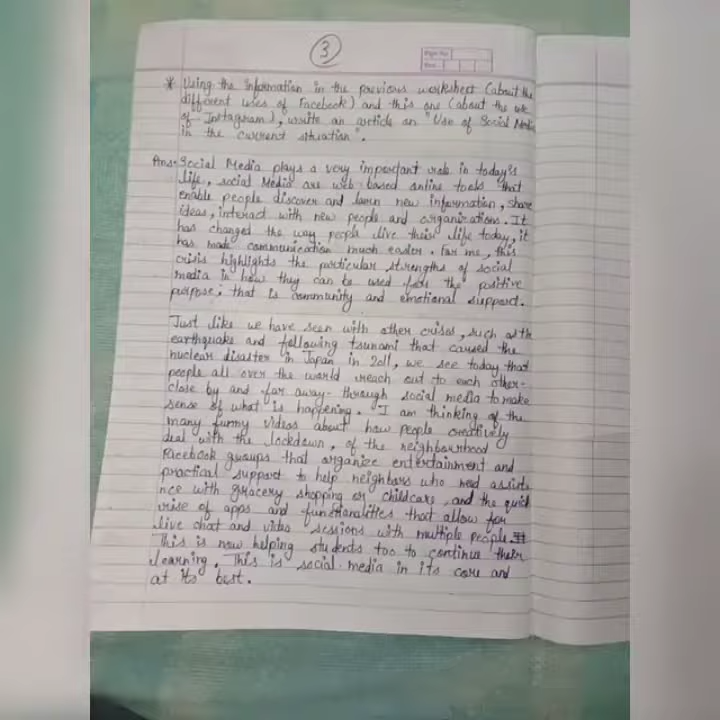 3
* Using the information in the previous worksheet (about the
different uses of Facebook) and this one (about the use
of Instagram), write an article on "Use of Social Media
in the current situation".
Ans- Social Media plays a very important role in today's
life, social Media are web-based online tools that
enable people discover and learn new information, share
ideas, interact with new people and organizations. It
has changed the way people live their life today, it
has made communication much easier. For me, this
crisis highlights the particular strengths of social
media in how they can be used for the positive
purpose; that is community and emotional support.
Just like we have seen with other crises, such as the
earthquake and following tsunami that caused the
nuclear disaster in Japan in 2011, we see today that
people all over the world reach out to each other-
close by and far away- through social media to make
sense of what is happening. I am thinking of the
many funny videos about how people creatively
deal with the lockdown, of the neighbourhood
Facebook groups that organize entertainment and
practical support to help neighbors who need assista
nce with grocery shopping or childcare, and the quick
rise of apps and functionalities that allow for
live chat and video sessions with multiple people.
This is now helping students too to continue their
learning. This is social media in its core and
at its best.